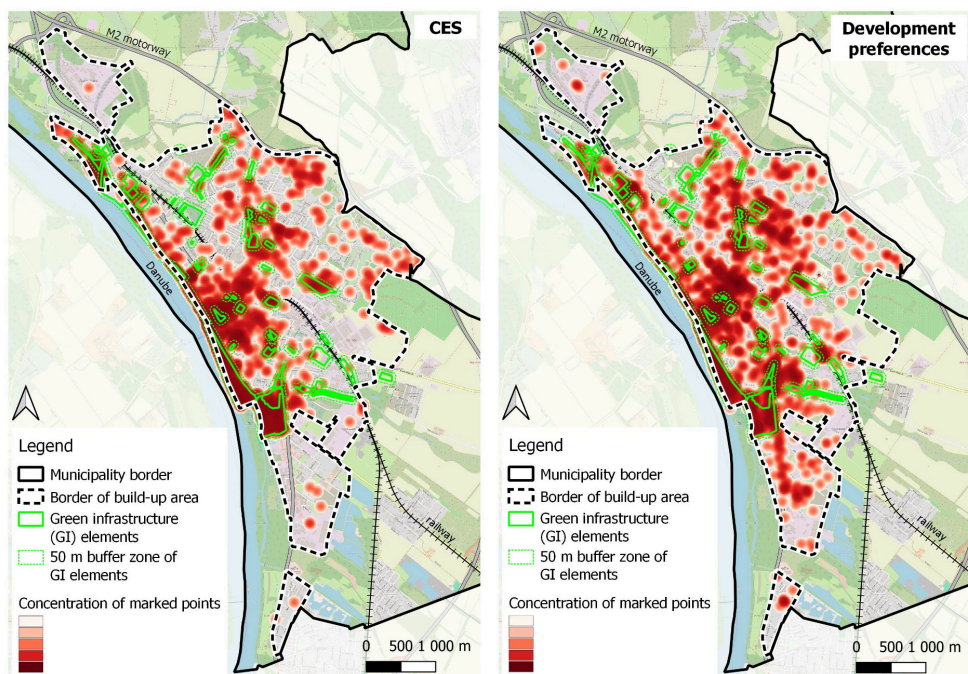 M2 motorway
CES
Danube
Legend
Municipality border
Border of build-up area
Green infrastructure
(GI) elements
50 m buffer zone of
GI elements
Concentration of marked points
railway
0 500 1 000 m
M2 motorway
Development
preferences
Danube
Legend
Municipality border
Border of build-up area
Green infrastructure
(GI) elements
50 m buffer zone of
GI elements
Concentration of marked points
railway
0 500 1 000 m